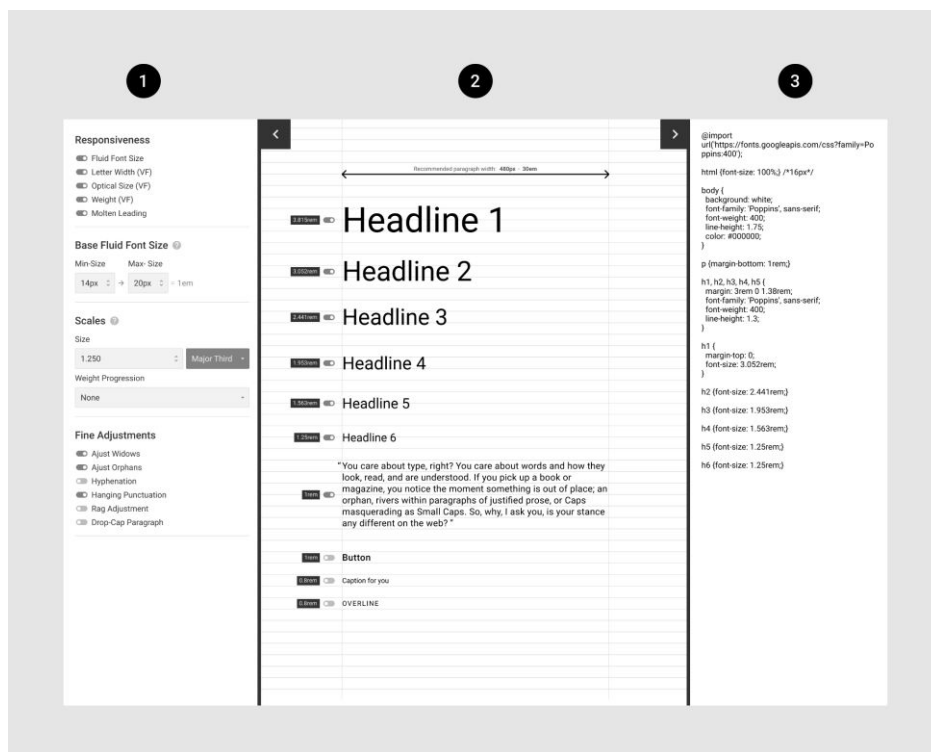 1
2
3
Responsiveness
Fluid Font Size
Letter Width (VF)
Optical Size (VF)
Weight (VF)
Molten Leading
Base Fluid Font Size ?
Min-Size Max- Size
14px → 20px = 1em
Scales ?
Size
1.250 Major Third
Weight Progression
None
Fine Adjustments
Ajust Widows
Ajust Orphans
Hyphenation
Hanging Punctuation
Rag Adjustment
Drop-Cap Paragraph
Recommended paragraph width 480px - 30em
3.815rem Headline 1
3.052rem Headline 2
2.441rem Headline 3
1.953rem Headline 4
1.563rem Headline 5
1.25rem Headline 6
“You care about type, right? You care about words and how they
look, read, and are understood. If you pick up a book or
magazine, you notice the moment something is out of place; an
1rem orphan, rivers within paragraphs of justified prose, or Caps
masquerading as Small Caps. So, why, I ask you, is your stance
any different on the web? ”
1rem Button
0.8rem Caption for you
0.8rem OVERLINE
@import
url('https://fonts.googleapis.com/css?family=Po
ppins:400');
html {font-size: 100%;} /*16px*/
body {
background: white;
font-family: 'Poppins', sans-serif;
font-weight: 400;
line-height: 1.75;
color: #000000;
}
p {margin-bottom: 1rem;}
h1, h2, h3, h4, h5 {
margin: 3rem 0 1.38rem;
font-family: 'Poppins', sans-serif;
font-weight: 400;
line-height: 1.3;
}
h1 {
margin-top: 0;
font-size: 3.052rem;
}
h2 {font-size: 2.441rem;}
h3 {font-size: 1.953rem;}
h4 {font-size: 1.563rem;}
h5 {font-size: 1.25rem;}
h6 {font-size: 1.25rem;}